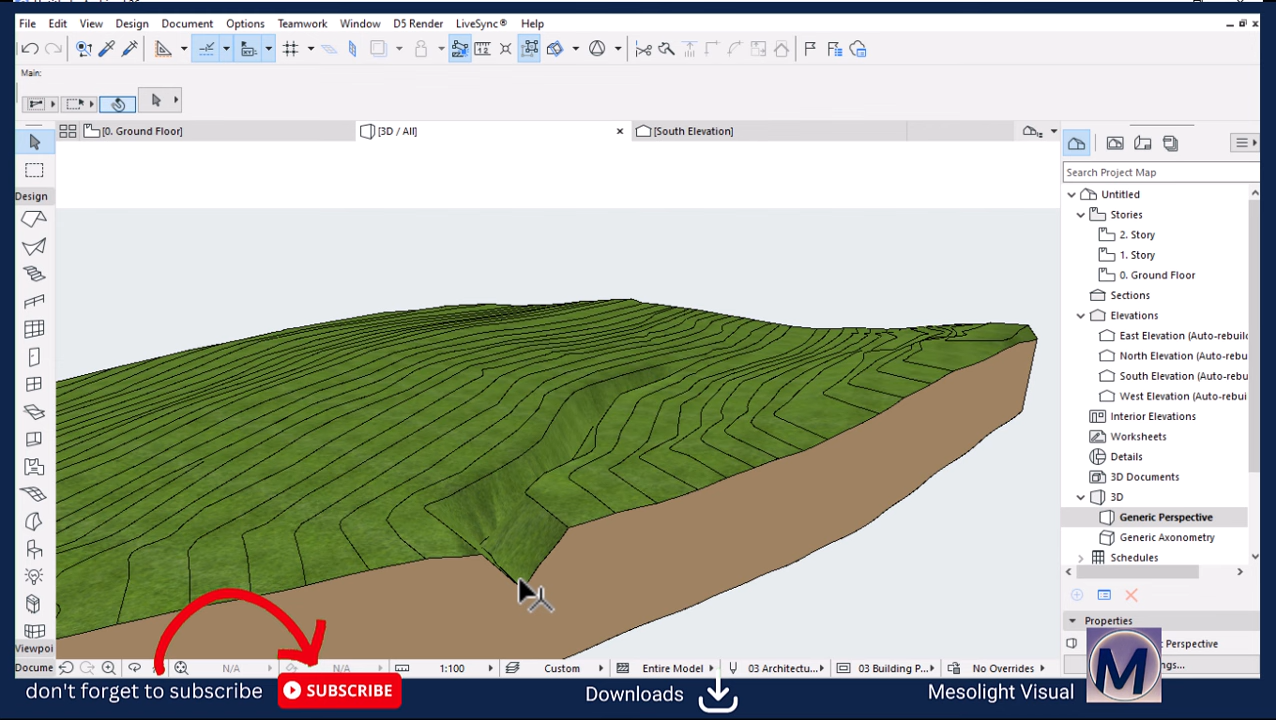 File Edit View Design Document Options Teamwork Window D5 Render LiveSync® Help
Main:
[0. Ground Floor]
[3D / All]
[South Elevation]
Search Project Map
Untitled
Stories
2. Story
1. Story
0. Ground Floor
Sections
Elevations
East Elevation (Auto-rebuil
North Elevation (Auto-rebu
South Elevation (Auto-rebu
West Elevation (Auto-rebui
Interior Elevations
Worksheets
Details
3D Documents
3D
Generic Perspective
Generic Axonometry
Schedules
Properties
Perspective
ngs...
Design
Viewpoi
Docume
N/A
N/A
1:100
Custom
Entire Model
03 Architectu...
03 Building P...
No Overrides
don't forget to subscribe
SUBSCRIBE
Downloads
Mesolight Visual
M